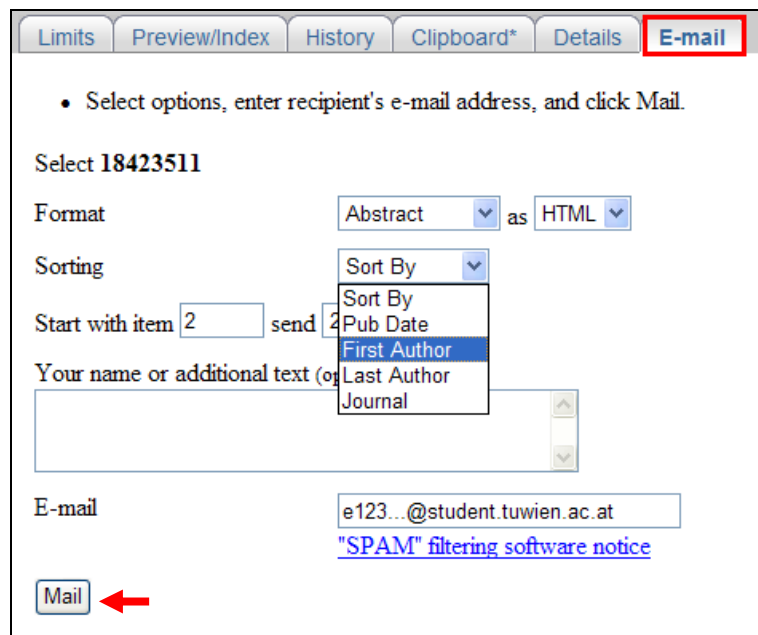 Limits Preview/Index History Clipboard* Details E-mail
• Select options, enter recipient's e-mail address, and click Mail.
Select 18423511
Format Abstract as HTML
Sorting Sort By
Sort By
Start with item 2 send 2 Pub Date
First Author
Your name or additional text (op Last Author
Journal
E-mail e123...@student.tuwien.ac.at
"SPAM" filtering software notice
Mail